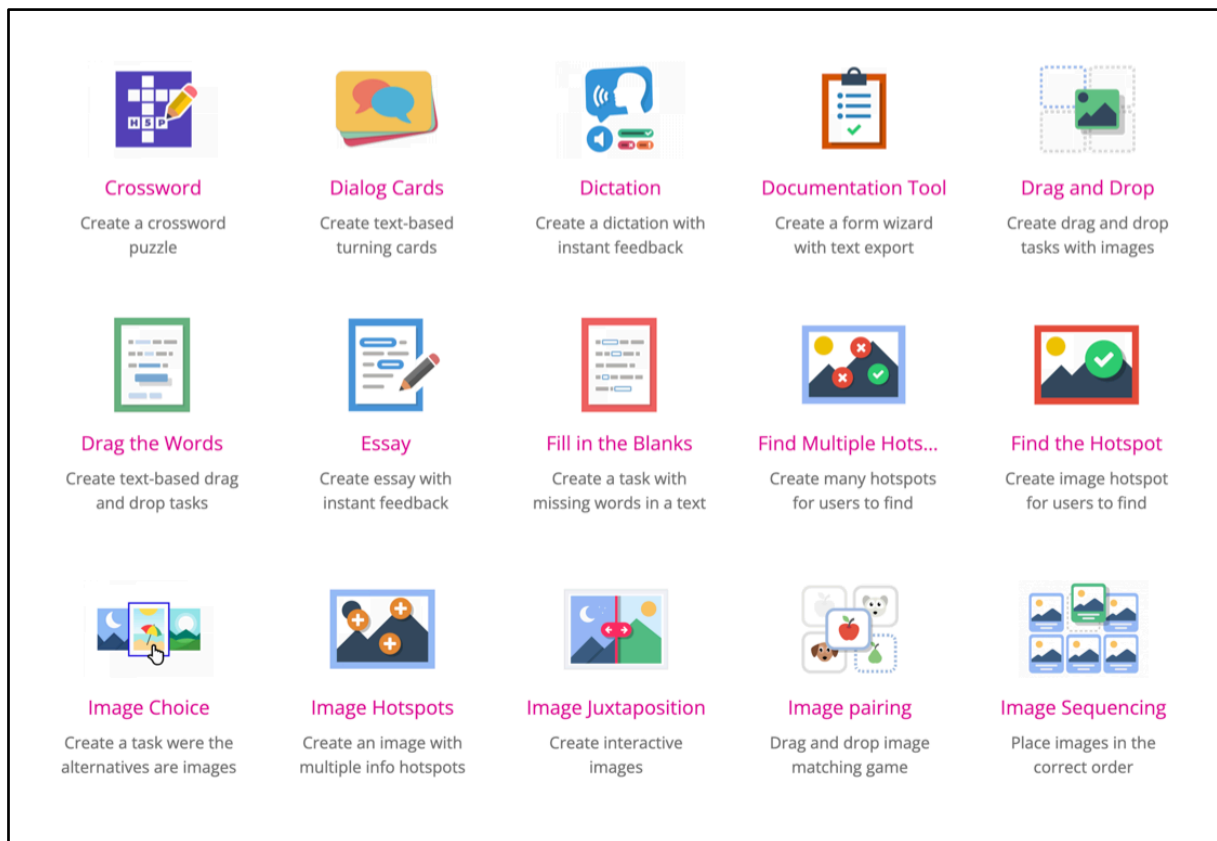 H5P
Crossword
Create a crossword
puzzle
Dialog Cards
Create text-based
turning cards
Dictation
Create a dictation with
instant feedback
Documentation Tool
Create a form wizard
with text export
Drag and Drop
Create drag and drop
tasks with images
Drag the Words
Create text-based drag
and drop tasks
Essay
Create essay with
instant feedback
Fill in the Blanks
Create a task with
missing words in a text
Find Multiple Hots...
Create many hotspots
for users to find
Find the Hotspot
Create image hotspot
for users to find
Image Choice
Create a task were the
alternatives are images
Image Hotspots
Create an image with
multiple info hotspots
Image Juxtaposition
Create interactive
images
Image pairing
Drag and drop image
matching game
Image Sequencing
Place images in the
correct order